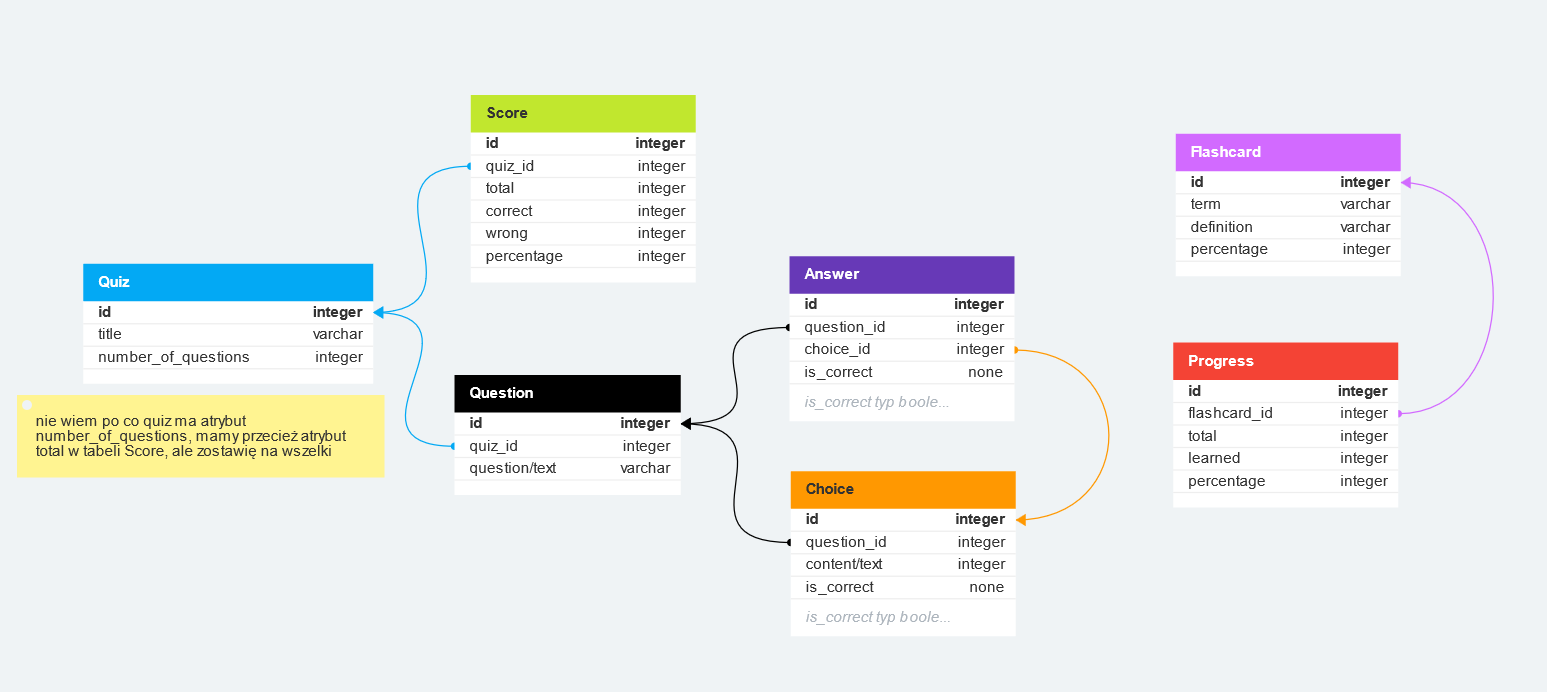 Score
id integer
quiz_id integer
total integer
correct integer
wrong integer
percentage integer
Quiz
id integer
title varchar
number_of_questions integer
nie wiem po co quiz ma atrybut
number_of_questions, mamy przecież atrybut
total w tabeli Score, ale zostawię na wszelki
Question
id integer
quiz_id integer
question/text varchar
Answer
id integer
question_id integer
choice_id integer
is_correct none
is_correct typ boole...
Choice
id integer
question_id integer
content/text integer
is_correct none
is_correct typ boole...
Flashcard
id integer
term varchar
definition varchar
percentage integer
Progress
id integer
flashcard_id integer
total integer
learned integer
percentage integer